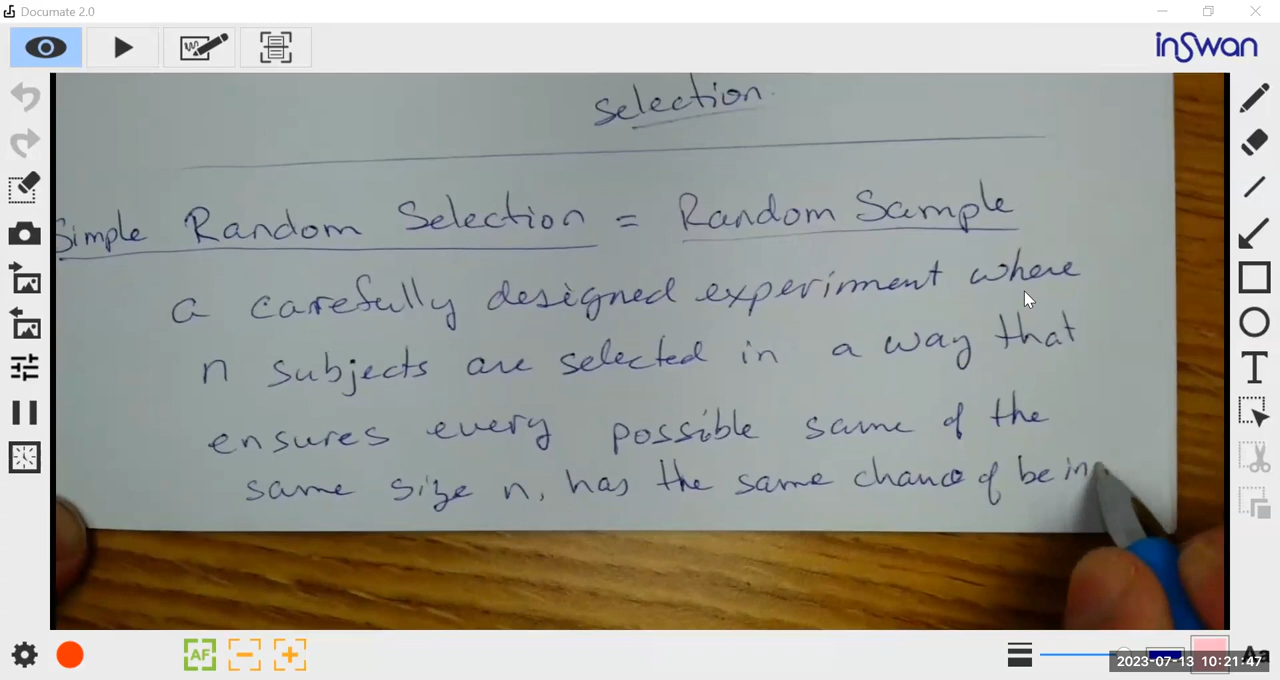 Documate 2.0
inswan
selection.
Simple Random Selection = Random Sample
a carefully designed experiment where
n subjects are selected in a way that
ensures every possible same of the
same size n, has the same chance of bein
AF
T
Aa
2023-07-13 10:21:47